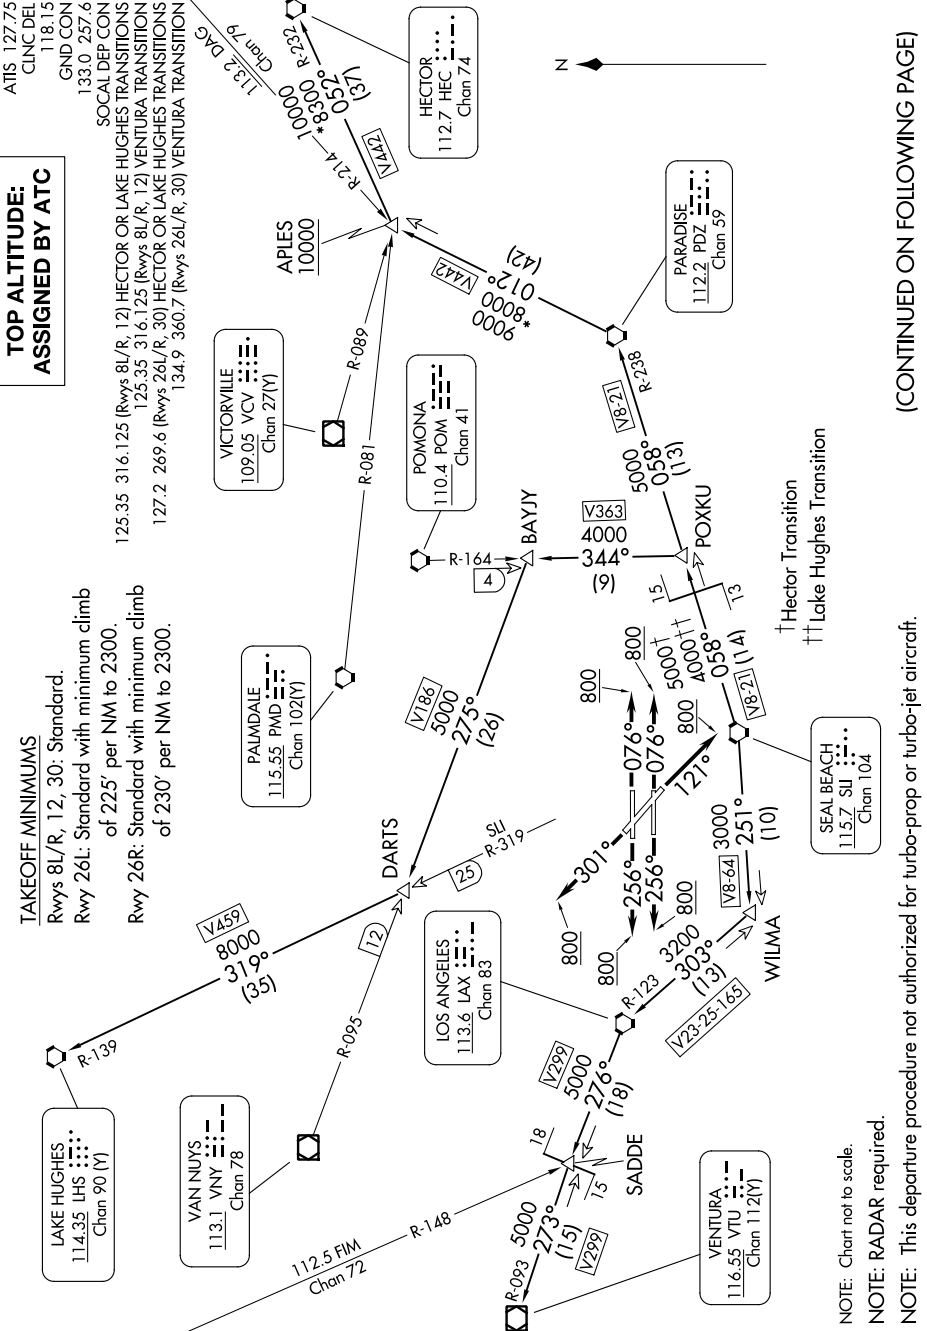 ATIS 127.75
CLNC DEL
118.15
GND CON
133.0 257.6
SOCAL DEP CON
125.35 316.125 (Rwys 8L/R, 12) HECTOR OR LAKE HUGHES TRANSITIONS
125.35 316.125 (Rwys 8L/R, 12) VENTURA TRANSITION
127.2 269.6 (Rwys 26L/R, 30) HECTOR OR LAKE HUGHES TRANSITIONS
134.9 360.7 (Rwys 26L/R, 30) VENTURA TRANSITION
TOP ALTITUDE:
ASSIGNED BY ATC
TAKEOFF MINIMUMS
Rwys 8L/R, 12, 30: Standard.
Rwy 26L: Standard with minimum climb
of 225' per NM to 2300.
Rwy 26R: Standard with minimum climb
of 230' per NM to 2300.
LAKE HUGHES
114.35 LHS
Chan 90 (Y)
R-139
V459
8000
319°
(35)
VAN NUYS
113.1 VNY
Chan 78
R-095
12
DARTS
25
SLI
R-319
PALMDALE
115.55 PMD
Chan 102(Y)
R-081
VICTORVILLE
109.05 VCV
Chan 27(Y)
R-089
APLES
10000
113.2 DAG
Chan 79
R-214
10000
*8300
052°
(37)
R-232
V442
HECTOR
112.7 HEC
Chan 74
N
V442
9000
*8000
012°
(42)
PARADISE
112.2 PDZ
Chan 59
R-238
V8-21
5000
058°
(13)
POMONA
110.4 POM
Chan 41
R-164
4
BAYJY
V363
4000
344°
(9)
POXKU
V186
5000
275°
(26)
15
13
5000†
4000††
058°
(14)
V8-21
†Hector Transition
††Lake Hughes Transition
800
800
800
076°
076°
121°
301°
256°
256°
800
800
800
SEAL BEACH
115.7 SLI
Chan 104
3000
251°
(10)
V8-64
WILMA
3200
303°
(13)
V23-25-165
R-123
LOS ANGELES
113.6 LAX
Chan 83
V299
5000
276°
(18)
18
15
SADDE
112.5 FIM
Chan 72
R-148
5000
273°
(15)
V299
R-093
VENTURA
116.55 VTU
Chan 112(Y)
NOTE: Chart not to scale.
NOTE: RADAR required.
NOTE: This departure procedure not authorized for turbo-prop or turbo-jet aircraft.
(CONTINUED ON FOLLOWING PAGE)